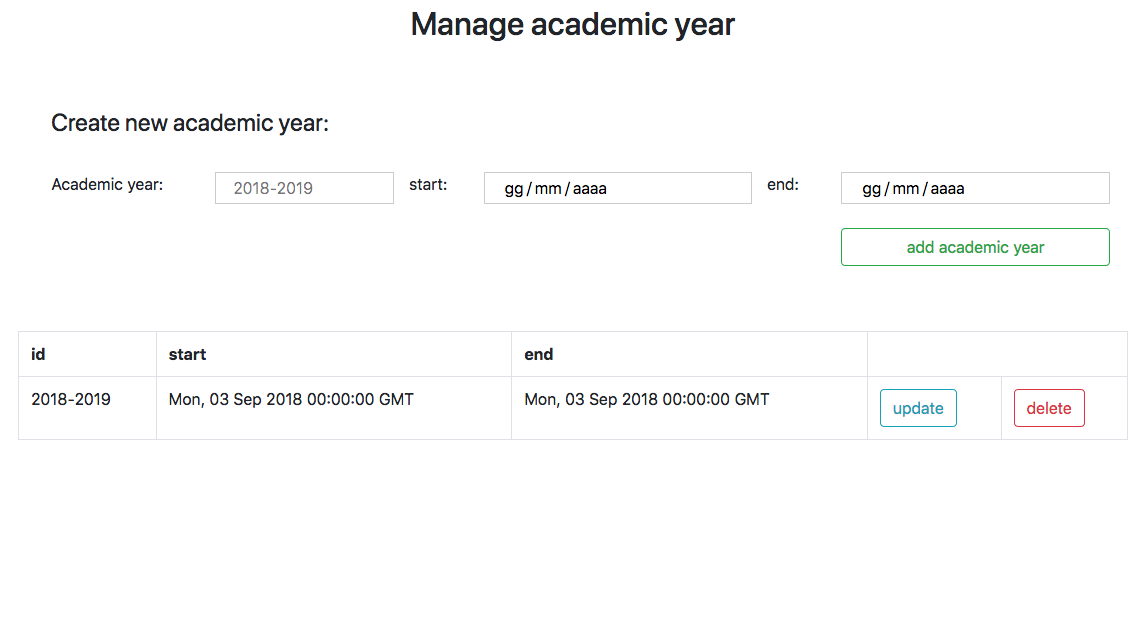 Manage academic year
Create new academic year:
Academic year: 2018-2019 start: gg/mm/aaaa end: gg/mm/aaaa
add academic year
id start end
2018-2019 Mon, 03 Sep 2018 00:00:00 GMT Mon, 03 Sep 2018 00:00:00 GMT update delete